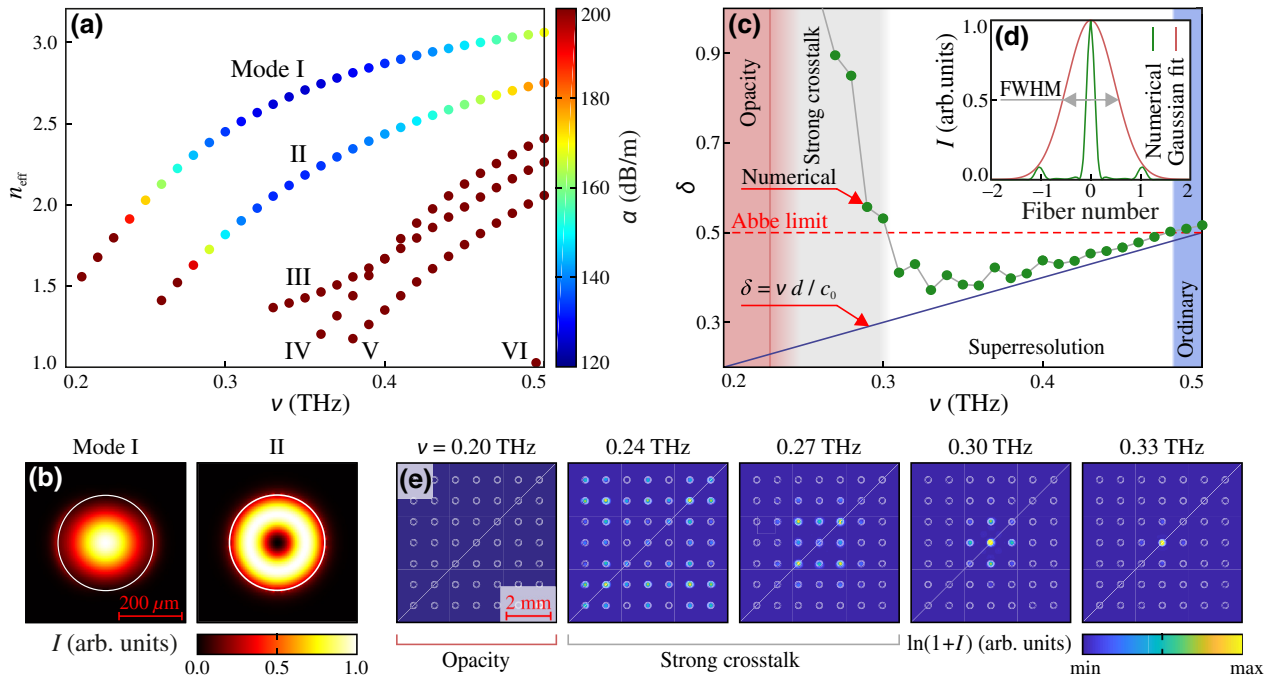 (a)
3.0
2.5
2.0
1.5
1.0
n_eff
Mode I
II
III
IV
V
VI
0.2
0.3
0.4
0.5
ν (THz)
200
180
160
140
120
α (dB/m)
(c)
0.9
0.7
0.5
0.3
δ
Opacity
Strong crosstalk
Numerical
Abbe limit
δ = ν d / c₀
Superresolution
Ordinary
0.2
0.3
0.4
0.5
ν (THz)
(d)
1.0
0.5
0.0
I (arb.units)
FWHM
Numerical
Gaussian fit
−2
−1
0
1
2
Fiber number
Mode I
II
(b)
200 μm
I (arb. units)
0.0
0.5
1.0
ν = 0.20 THz
0.24 THz
0.27 THz
0.30 THz
0.33 THz
(e)
2 mm
Opacity
Strong crosstalk
ln(1+I) (arb. units)
min
max